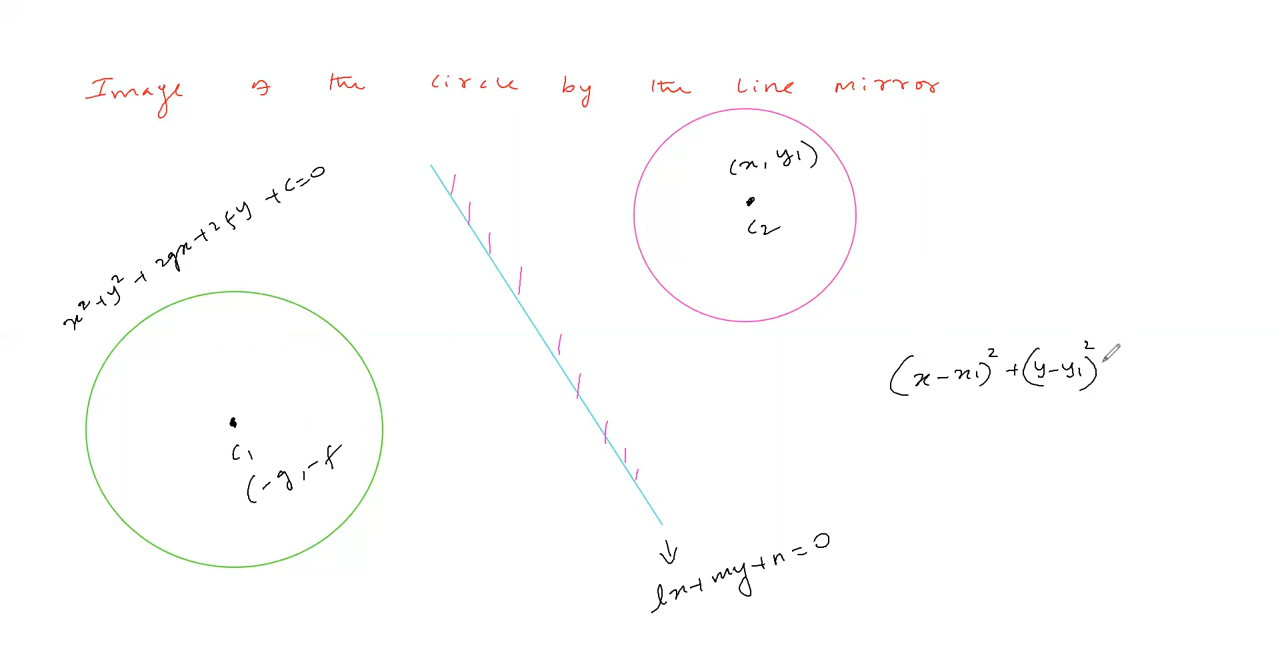 Image of the circle by the Line mirror
(x1, y1)
C2
x²+y²+2gx+2fy+c=0
(x-x1)²+(y-y1)²
C1
(-g,-f
lx+my+n=0